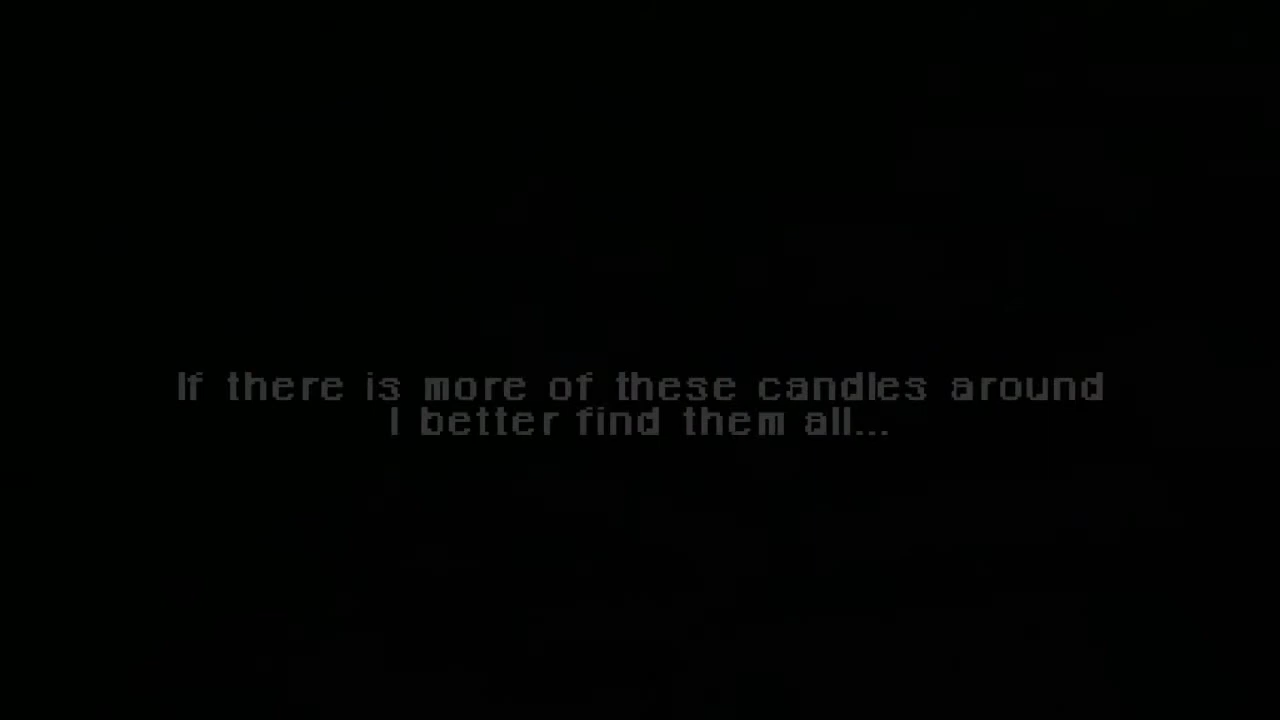 If there is more of these candles around
I better find them all...